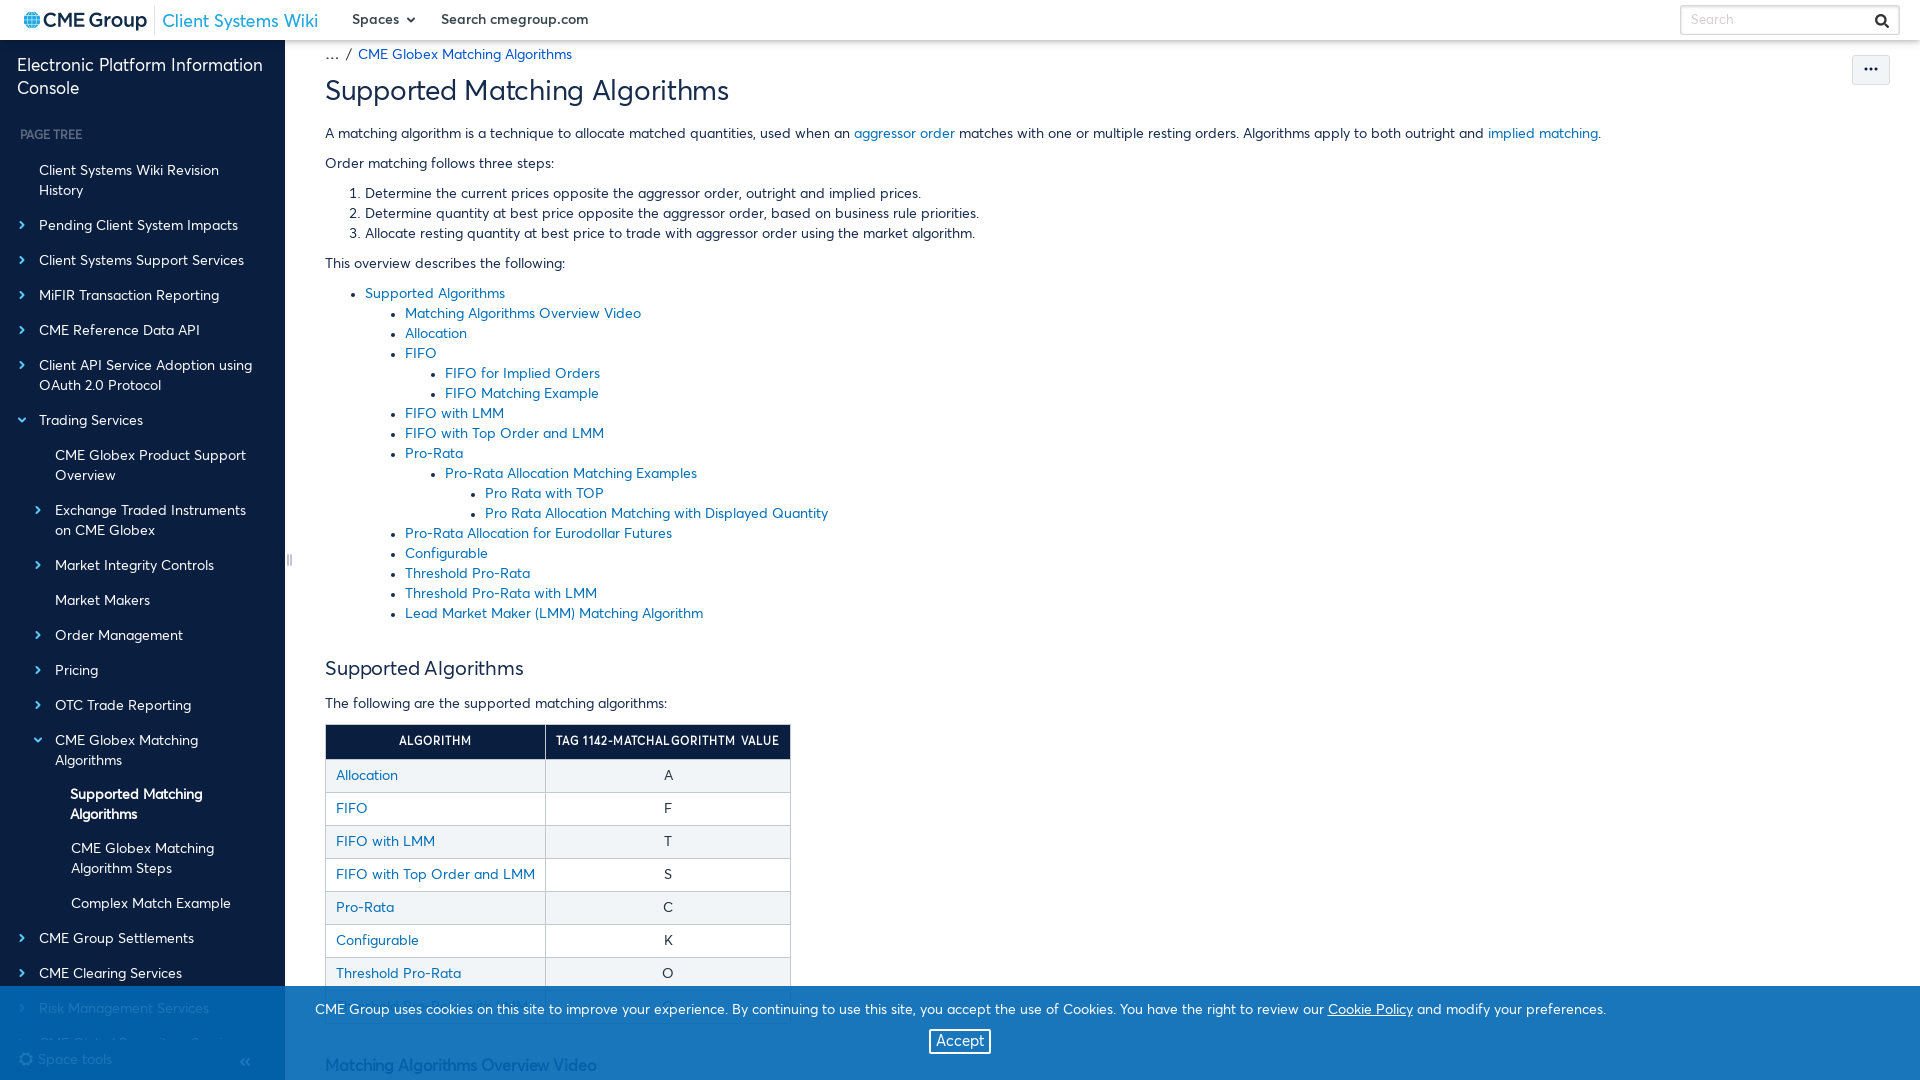 CME Group Client Systems Wiki Spaces Search cmegroup.com Search
Electronic Platform Information
Console
PAGE TREE
Client Systems Wiki Revision
History
Pending Client System Impacts
Client Systems Support Services
MiFIR Transaction Reporting
CME Reference Data API
Client API Service Adoption using
OAuth 2.0 Protocol
Trading Services
CME Globex Product Support
Overview
Exchange Traded Instruments
on CME Globex
Market Integrity Controls
Market Makers
Order Management
Pricing
OTC Trade Reporting
CME Globex Matching
Algorithms
Supported Matching
Algorithms
CME Globex Matching
Algorithm Steps
Complex Match Example
CME Group Settlements
CME Clearing Services
Risk Management Services
Space tools
... / CME Globex Matching Algorithms
Supported Matching Algorithms
A matching algorithm is a technique to allocate matched quantities, used when an aggressor order matches with one or multiple resting orders. Algorithms apply to both outright and implied matching.
Order matching follows three steps:
1. Determine the current prices opposite the aggressor order, outright and implied prices.
2. Determine quantity at best price opposite the aggressor order, based on business rule priorities.
3. Allocate resting quantity at best price to trade with aggressor order using the market algorithm.
This overview describes the following:
Supported Algorithms
Matching Algorithms Overview Video
Allocation
FIFO
FIFO for Implied Orders
FIFO Matching Example
FIFO with LMM
FIFO with Top Order and LMM
Pro-Rata
Pro-Rata Allocation Matching Examples
Pro Rata with TOP
Pro Rata Allocation Matching with Displayed Quantity
Pro-Rata Allocation for Eurodollar Futures
Configurable
Threshold Pro-Rata
Threshold Pro-Rata with LMM
Lead Market Maker (LMM) Matching Algorithm
Supported Algorithms
The following are the supported matching algorithms:
ALGORITHM TAG 1142-MATCHALGORITHTM VALUE
Allocation A
FIFO F
FIFO with LMM T
FIFO with Top Order and LMM S
Pro-Rata C
Configurable K
Threshold Pro-Rata O
CME Group uses cookies on this site to improve your experience. By continuing to use this site, you accept the use of Cookies. You have the right to review our Cookie Policy and modify your preferences.
Accept
Matching Algorithms Overview Video